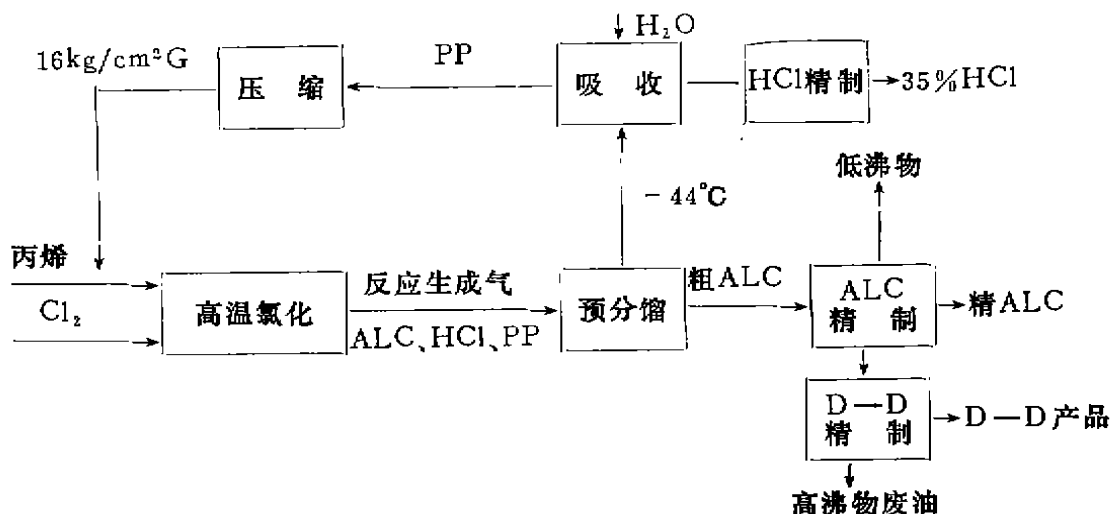 H₂O
16kg/cm²G
PP
压 缩
吸 收
HCl精制
35%HCl
低沸物
-44℃
丙烯
Cl₂
高温氯化
反应生成气
ALC、HCl、PP
预分馏
粗ALC
ALC
精 制
精ALC
D—D
精 制
D—D产品
高沸物废油